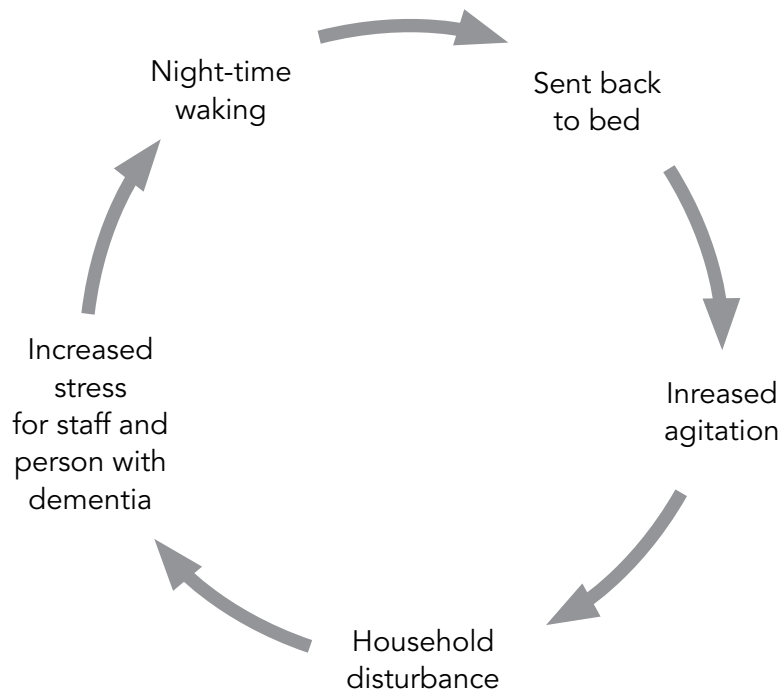 Night-time
waking
Sent back
to bed
Inreased
agitation
Household
disturbance
Increased
stress
for staff and
person with
dementia